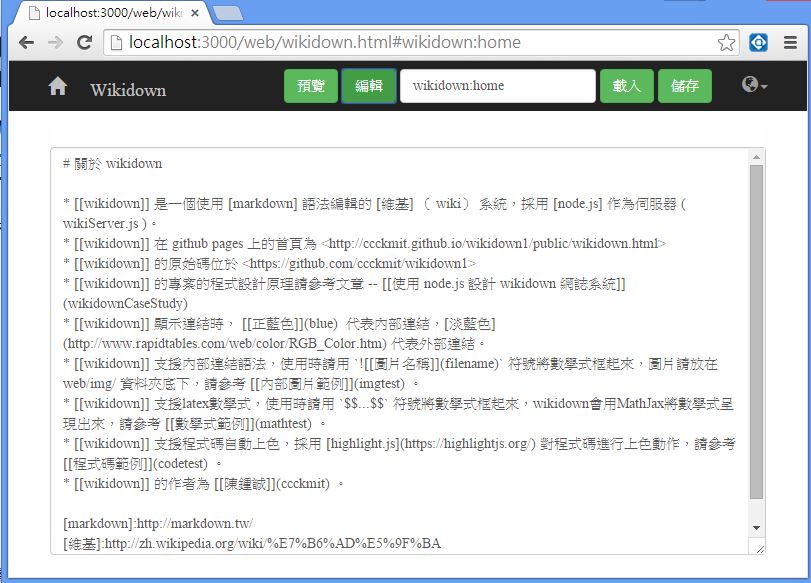 localhost:3000/web/wiki
localhost:3000/web/wikidown.html#wikidown:home
Wikidown
預覽
編輯
wikidown:home
載入
儲存
# 關於 wikidown
* [[wikidown]] 是一個使用 [markdown] 語法編輯的 [維基] （ wiki） 系統，採用 [node.js] 作為伺服器 (
wikiServer.js )。
* [[wikidown]] 在 github pages 上的首頁為 <http://ccckmit.github.io/wikidown1/public/wikidown.html>
* [[wikidown]] 的原始碼位於 <https://github.com/ccckmit/wikidown1>
* [[wikidown]] 的專案的程式設計原理請參考文章 -- [[使用 node.js 設計 wikidown 網誌系統]]
(wikidownCaseStudy)
* [[wikidown]] 顯示連結時， [[正藍色]](blue)  代表內部連結，[淡藍色]
(http://www.rapidtables.com/web/color/RGB_Color.htm) 代表外部連結。
* [[wikidown]] 支援內部連結語法，使用時請用 `![[圖片名稱]](filename)` 符號將數學式框起來，圖片請放在
web/img/ 資料夾底下，請參考 [[內部圖片範例]](imgtest) 。
* [[wikidown]] 支援latex數學式，使用時請用 `$$...$$` 符號將數學式框起來，wikidown會用MathJax將數學式呈
現出來，請參考 [[數學式範例]](mathtest) 。
* [[wikidown]] 支援程式碼自動上色，採用 [highlight.js](https://highlightjs.org/) 對程式碼進行上色動作，請參考
[[程式碼範例]](codetest) 。
* [[wikidown]] 的作者為 [[陳鍾誠]](ccckmit) 。
[markdown]:http://markdown.tw/
[維基]:http://zh.wikipedia.org/wiki/%E7%B6%AD%E5%9F%BA